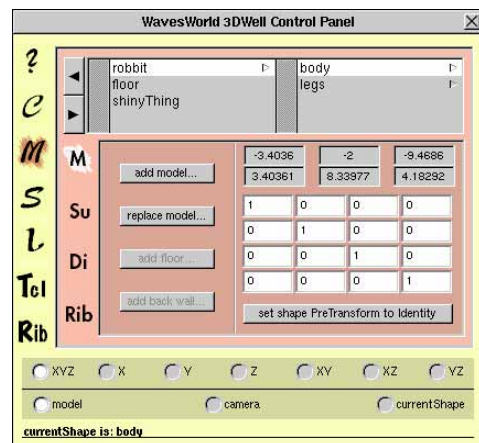 WavesWorld 3DWell Control Panel
?
C
M
S
L
Tcl
Rib
robbit
floor
shinyThing
body
legs
M
Su
Di
Rib
add model...
replace model...
add floor...
add back wall...
-3.4036 -2 -9.4686
3.40361 8.33977 4.18292
1 0 0 0
0 1 0 0
0 0 1 0
0 0 0 1
set shape PreTransform to Identity
XYZ X Y Z XY XZ YZ
model camera currentShape
currentShape is: body